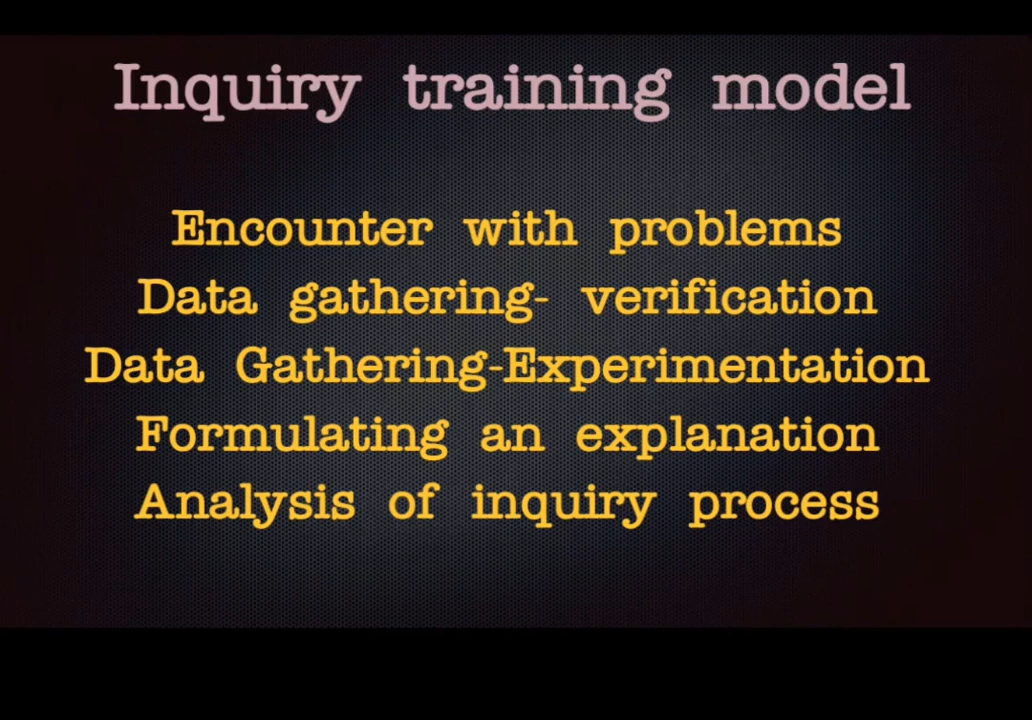 Inquiry training model
Encounter with problems
Data gathering- verification
Data Gathering-Experimentation
Formulating an explanation
Analysis of inquiry process